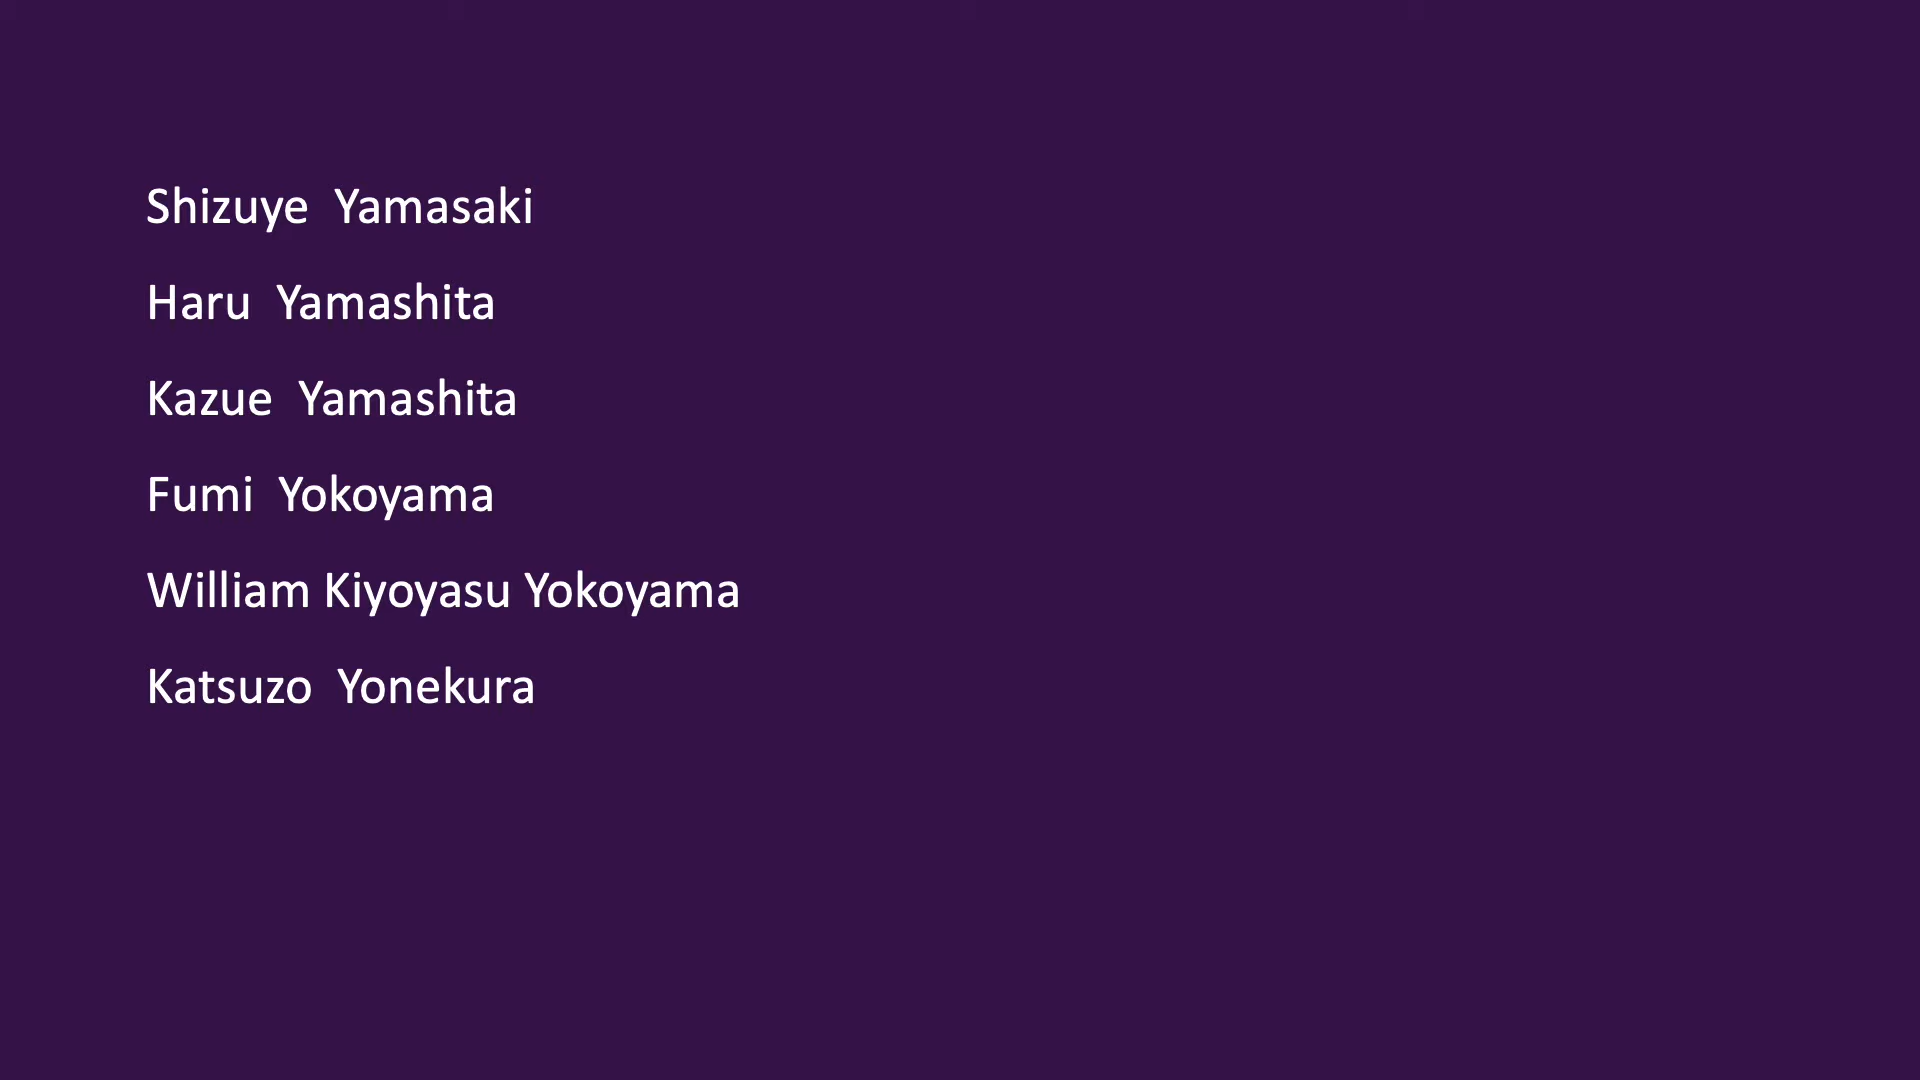 Shizuye Yamasaki
Haru Yamashita
Kazue Yamashita
Fumi Yokoyama
William Kiyoyasu Yokoyama
Katsuzo Yonekura